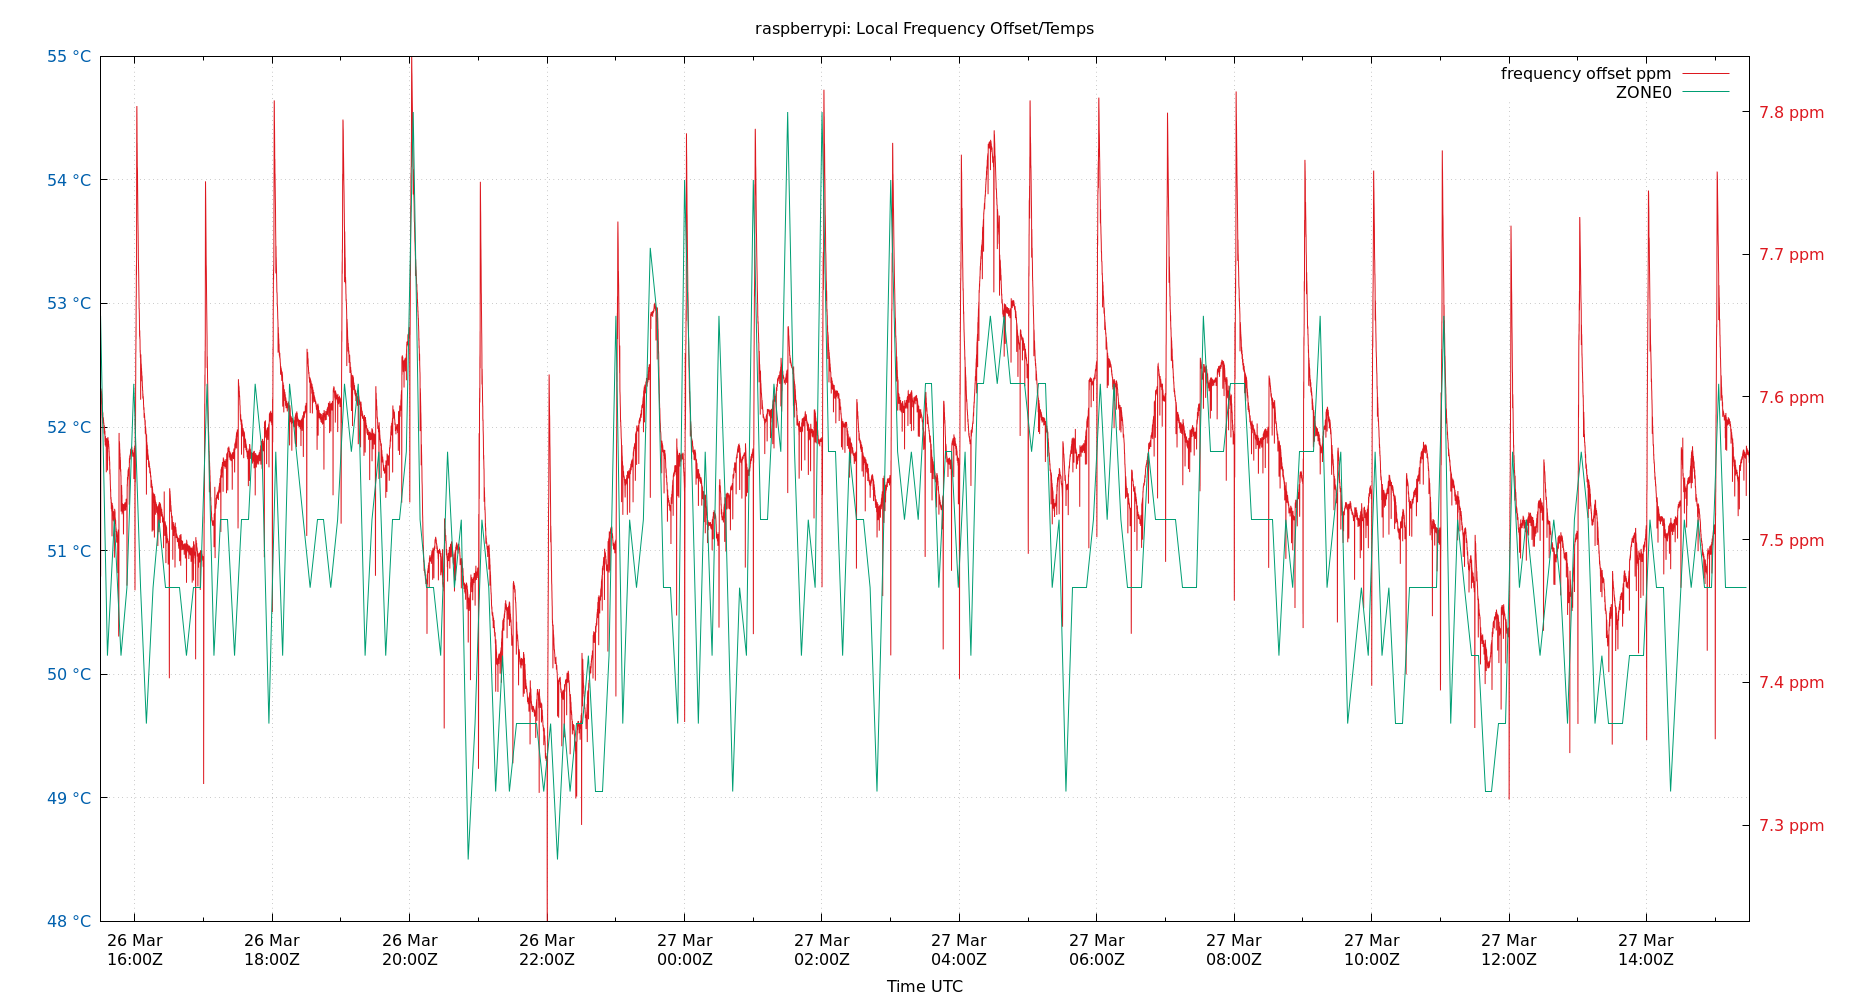 raspberrypi: Local Frequency Offset/Temps
frequency offset ppm
ZONE0
55 °C
54 °C
53 °C
52 °C
51 °C
50 °C
49 °C
48 °C
7.8 ppm
7.7 ppm
7.6 ppm
7.5 ppm
7.4 ppm
7.3 ppm
26 Mar 26 Mar 26 Mar 26 Mar 27 Mar 27 Mar 27 Mar 27 Mar 27 Mar 27 Mar 27 Mar 27 Mar
16:00Z 18:00Z 20:00Z 22:00Z 00:00Z 02:00Z 04:00Z 06:00Z 08:00Z 10:00Z 12:00Z 14:00Z
Time UTC